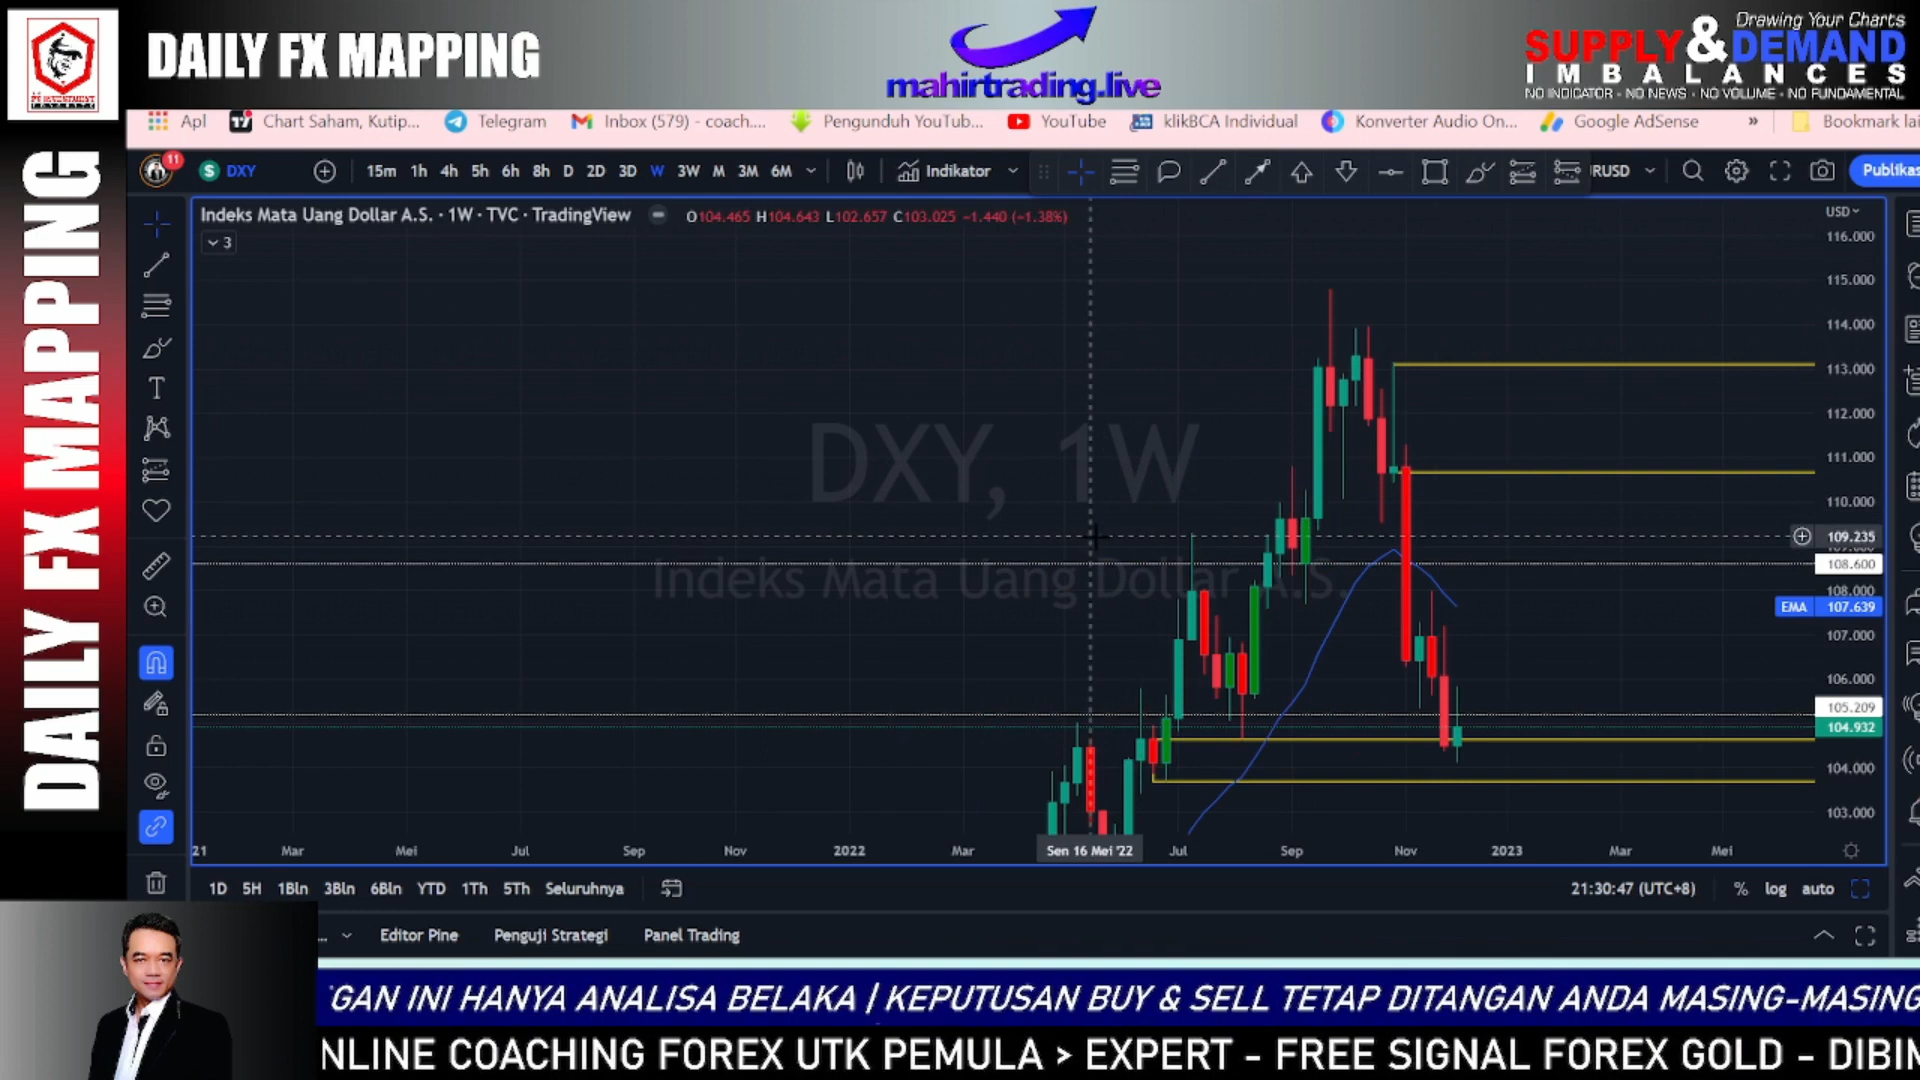 DAILY FX MAPPING
mahirtrading.live
Drawing Your Charts
SUPPLY&DEMAND
IMBALANCES
NO INDICATOR - NO NEWS - NO VOLUME - NO FUNDAMENTAL
DAILY FX MAPPING
Apl Chart Saham, Kutip... Telegram Inbox (579) - coach.... Pengunduh YouTub... YouTube klikBCA Individual Konverter Audio On... Google AdSense » Bookmark lai
11 S DXY 15m 1h 4h 5h 6h 8h D 2D 3D W 3W M 3M 6M Indikator RUSD Publikas
Indeks Mata Uang Dollar A.S. · 1W · TVC · TradingView O104.465 H104.643 L102.657 C103.025 −1.440 (−1.38%)
3
USD
116.000
115.000
114.000
113.000
112.000
111.000
110.000
109.235
108.600
108.000
EMA 107.639
107.000
106.000
105.209
104.932
104.000
103.000
DXY, 1W
Indeks Mata Uang Dollar A.S.
21 Mar Mei Jul Sep Nov 2022 Mar Sen 16 Mei '22 Jul Sep Nov 2023 Mar Mei
1D 5H 1Bln 3Bln 6Bln YTD 1Th 5Th Seluruhnya 21:30:47 (UTC+8) % log auto
... Editor Pine Penguji Strategi Panel Trading
GAN INI HANYA ANALISA BELAKA | KEPUTUSAN BUY & SELL TETAP DITANGAN ANDA MASING-MASING
NLINE COACHING FOREX UTK PEMULA > EXPERT - FREE SIGNAL FOREX GOLD - DIBIM